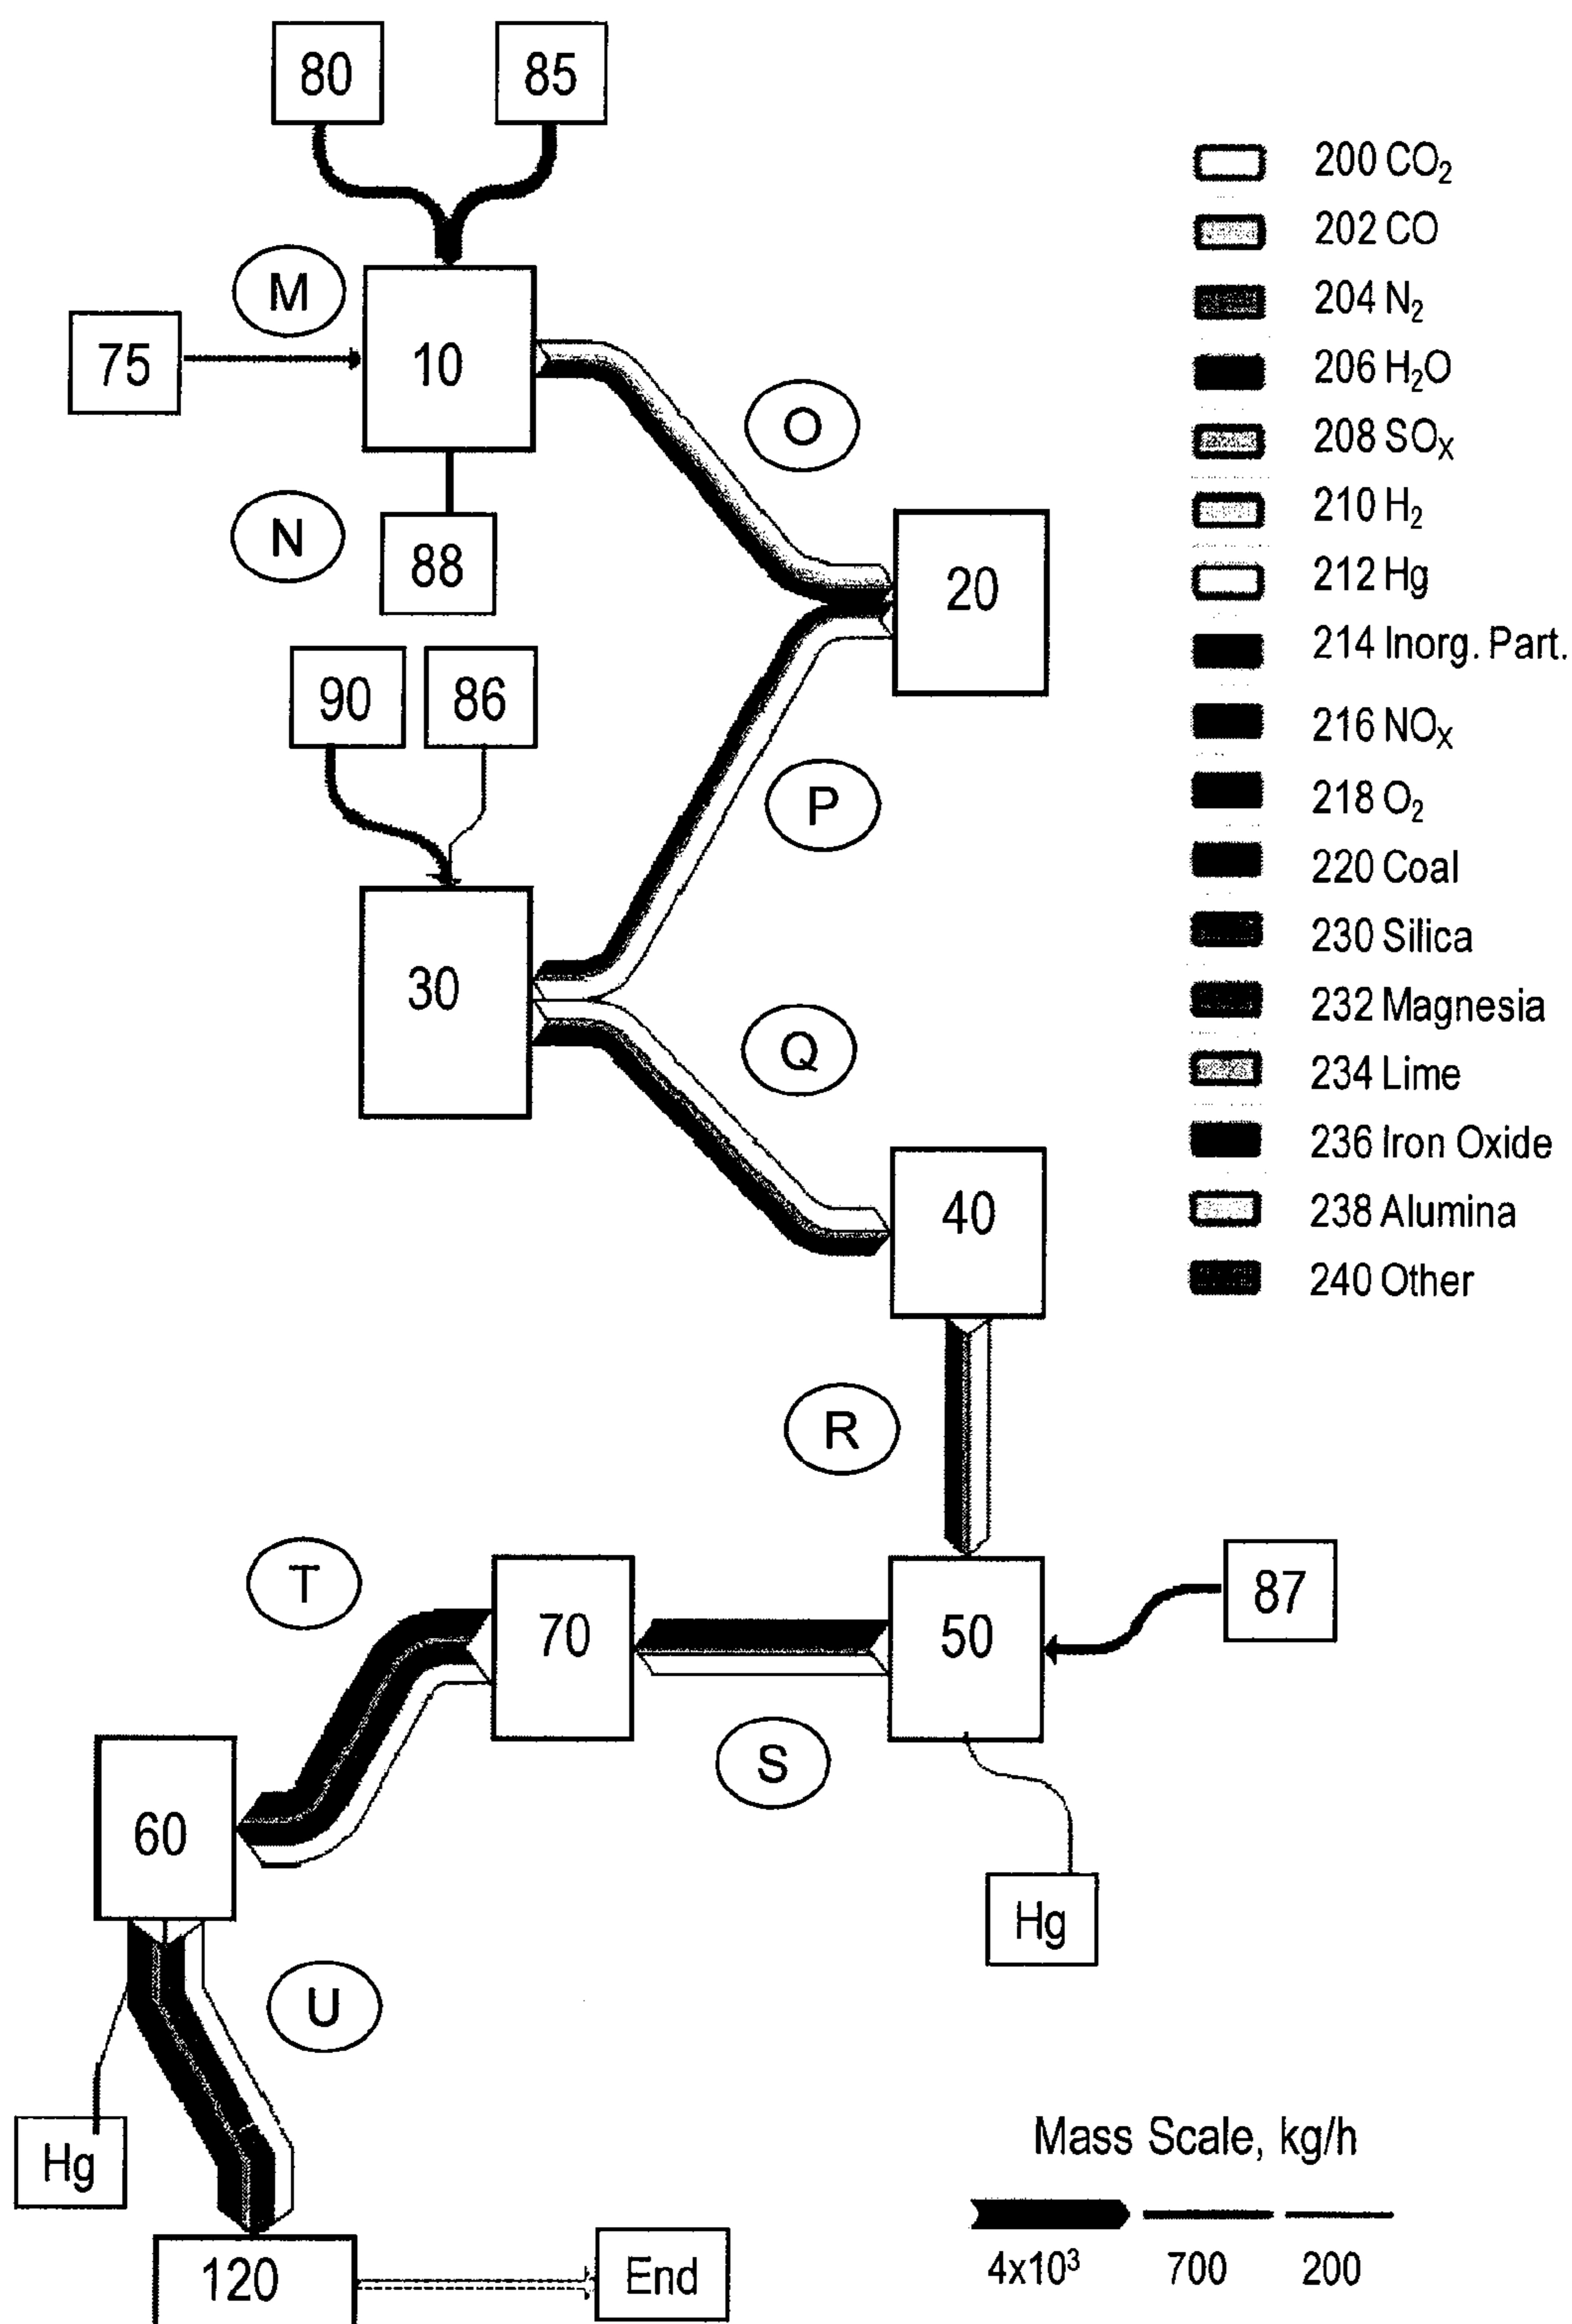 80
85
M
75
10
O
N
88
20
90
86
P
30
Q
40
R
T
70
50
87
S
60
Hg
U
Hg
120
End
200 CO₂
202 CO
204 N₂
206 H₂O
208 SOₓ
210 H₂
212 Hg
214 Inorg. Part.
216 NOₓ
218 O₂
220 Coal
230 Silica
232 Magnesia
234 Lime
236 Iron Oxide
238 Alumina
240 Other
Mass Scale, kg/h
4x10³ 700 200